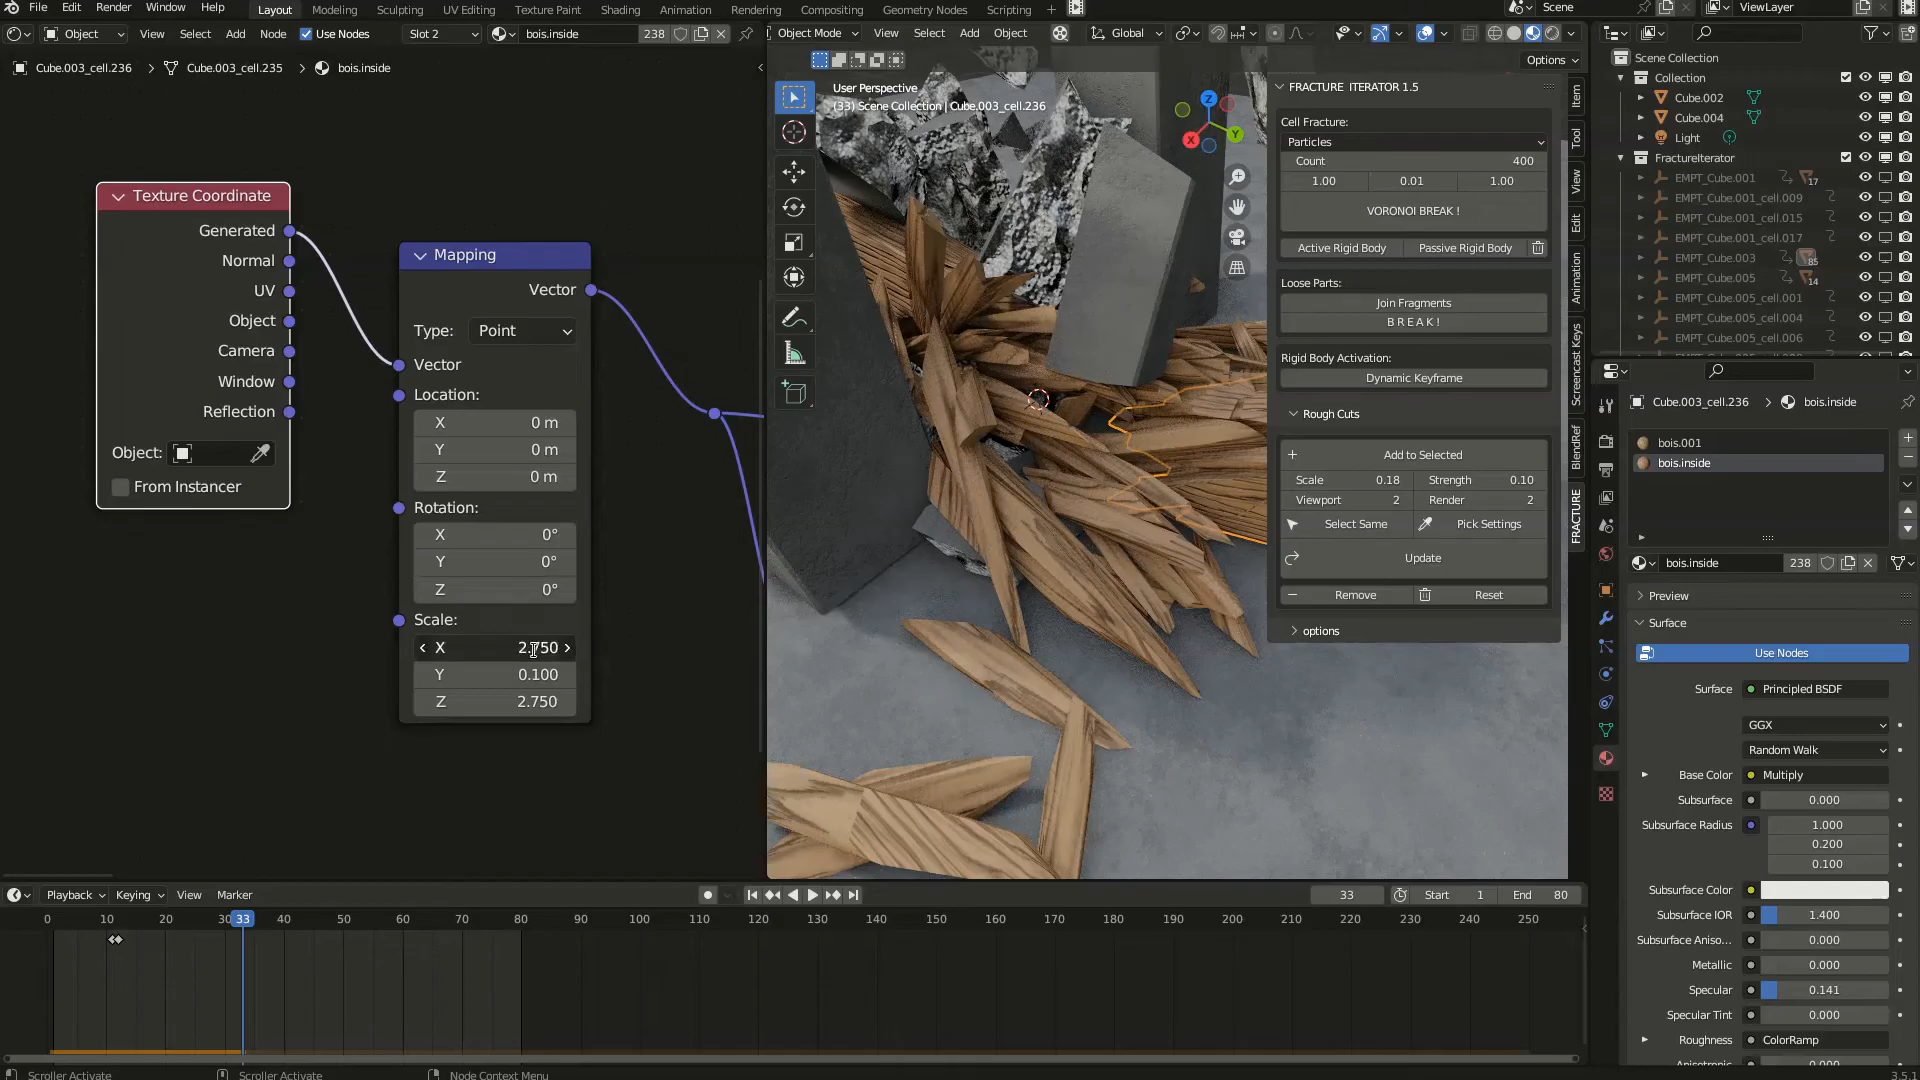 File Edit Render Window Help Layout Modeling Sculpting UV Editing Texture Paint Shading Animation Rendering Compositing Geometry Nodes Scripting + Scene ViewLayer
Object View Select Add Node Use Nodes Slot 2 bois.inside 238
Object Mode View Select Add Object Global
Cube.003_cell.236 > Cube.003_cell.235 > bois.inside
Options
User Perspective
(33) Scene Collection | Cube.003_cell.236
Z
Y
X
Texture Coordinate
Generated
Normal
UV
Object
Camera
Window
Reflection
Object:
From Instancer
Mapping
Vector
Type: Point
Vector
Location:
X 0 m
Y 0 m
Z 0 m
Rotation:
X 0°
Y 0°
Z 0°
Scale:
X 2.750
Y 0.100
Z 2.750
FRACTURE ITERATOR 1.5
Cell Fracture:
Particles
Count 400
1.00 0.01 1.00
VORONOI BREAK !
Active Rigid Body Passive Rigid Body
Loose Parts:
Join Fragments
B R E A K !
Rigid Body Activation:
Dynamic Keyframe
Rough Cuts
+ Add to Selected
Scale 0.18 Strength 0.10
Viewport 2 Render 2
Select Same Pick Settings
Update
Remove Reset
options
Item
Tool
View
Edit
Animation
Screencast Keys
BlendRef
FRACTURE
Scene Collection
Collection
Cube.002
Cube.004
Light
FractureIterator
EMPT_Cube.001 17
EMPT_Cube.001_cell.009
EMPT_Cube.001_cell.015
EMPT_Cube.001_cell.017
EMPT_Cube.003 85
EMPT_Cube.005 14
EMPT_Cube.005_cell.001
EMPT_Cube.005_cell.004
EMPT_Cube.005_cell.006
Cube.003_cell.236 > bois.inside
bois.001
bois.inside
bois.inside 238
Preview
Surface
Use Nodes
Surface Principled BSDF
GGX
Random Walk
Base Color Multiply
Subsurface 0.000
Subsurface Radius 1.000
0.200
0.100
Subsurface Color
Subsurface IOR 1.400
Subsurface Aniso... 0.000
Metallic 0.000
Specular 0.141
Specular Tint 0.000
Roughness ColorRamp
Anisotropic 0.000
Playback Keying View Marker 33 Start 1 End 80
0 10 20 30 33 40 50 60 70 80 90 100 110 120 130 140 150 160 170 180 190 200 210 220 230 240 250
Scroller Activate Scroller Activate Node Context Menu 3.5.1